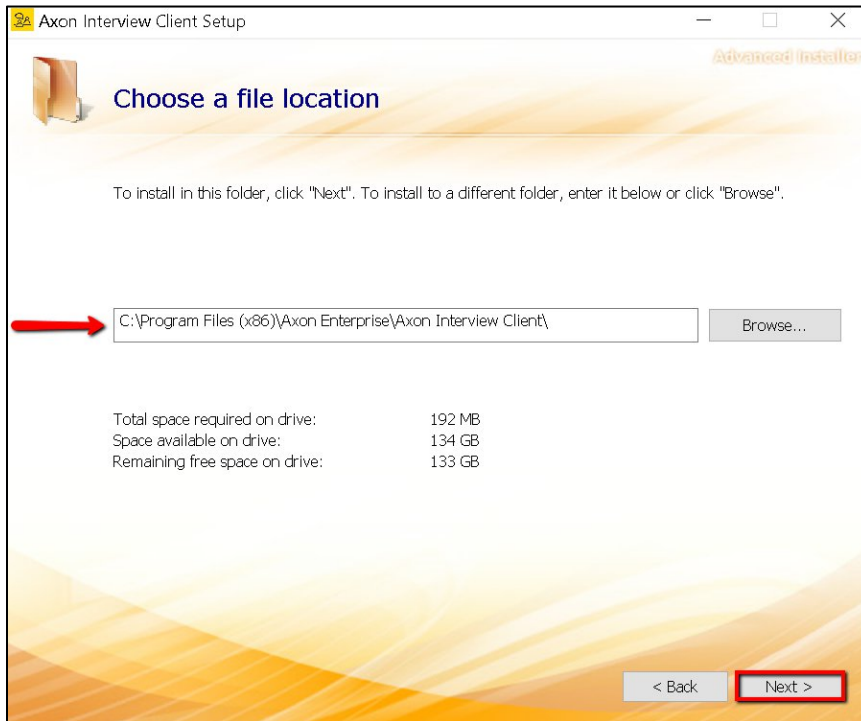 Axon Interview Client Setup
Advanced Installer
Choose a file location
To install in this folder, click "Next". To install to a different folder, enter it below or click "Browse".
C:\Program Files (x86)\Axon Enterprise\Axon Interview Client\
Browse...
Total space required on drive: 192 MB
Space available on drive: 134 GB
Remaining free space on drive: 133 GB
< Back Next >